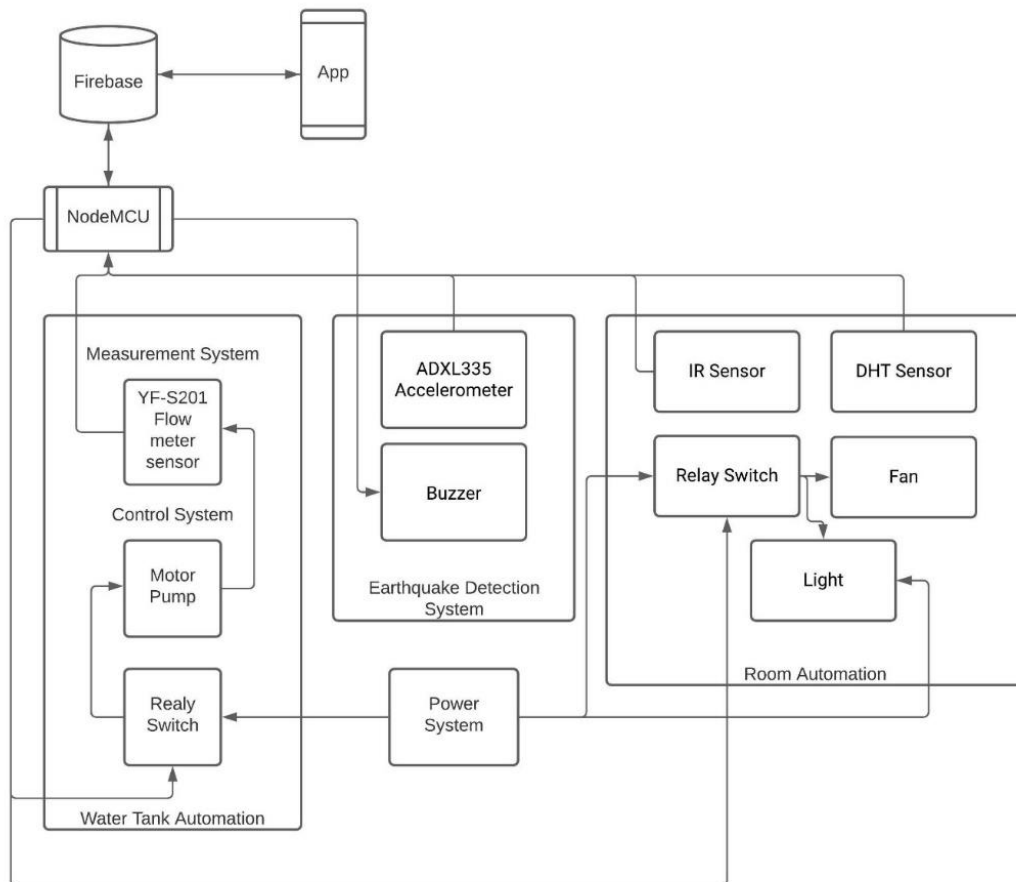 Firebase
App
NodeMCU
Measurement System
YF-S201
Flow
meter
sensor
Control System
Motor
Pump
Realy
Switch
Water Tank Automation
ADXL335
Accelerometer
Buzzer
Earthquake Detection
System
Power
System
IR Sensor
DHT Sensor
Relay Switch
Fan
Light
Room Automation